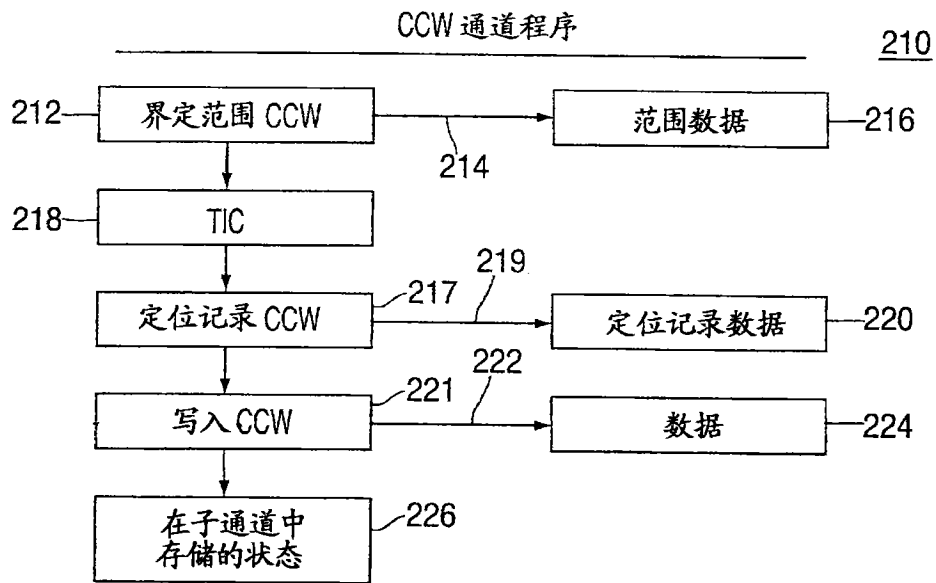 CCW 通道程序
210
212
界定范围 CCW
214
范围数据
216
218
TIC
217
219
定位记录 CCW
定位记录数据
220
221
222
写入 CCW
数据
224
在子通道中
存储的状态
226